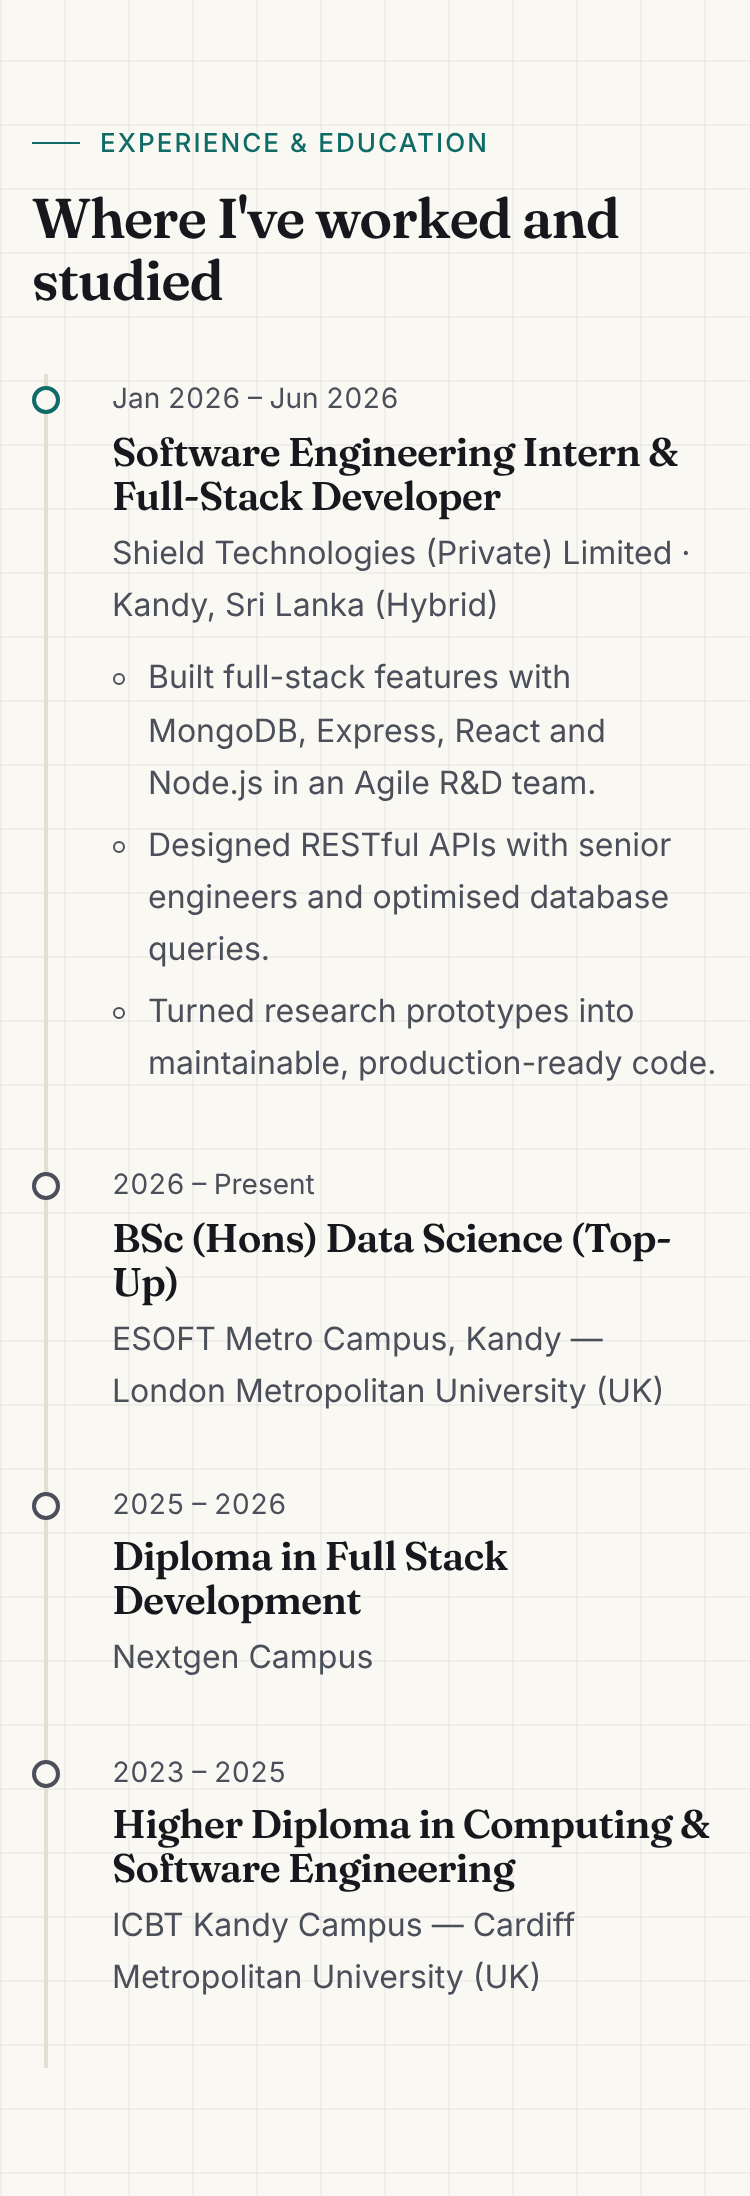 EXPERIENCE & EDUCATION
Where I've worked and
studied
Jan 2026 – Jun 2026
Software Engineering Intern &
Full-Stack Developer
Shield Technologies (Private) Limited ·
Kandy, Sri Lanka (Hybrid)
Built full-stack features with
MongoDB, Express, React and
Node.js in an Agile R&D team.
Designed RESTful APIs with senior
engineers and optimised database
queries.
Turned research prototypes into
maintainable, production-ready code.
2026 – Present
BSc (Hons) Data Science (Top-
Up)
ESOFT Metro Campus, Kandy —
London Metropolitan University (UK)
2025 – 2026
Diploma in Full Stack
Development
Nextgen Campus
2023 – 2025
Higher Diploma in Computing &
Software Engineering
ICBT Kandy Campus — Cardiff
Metropolitan University (UK)